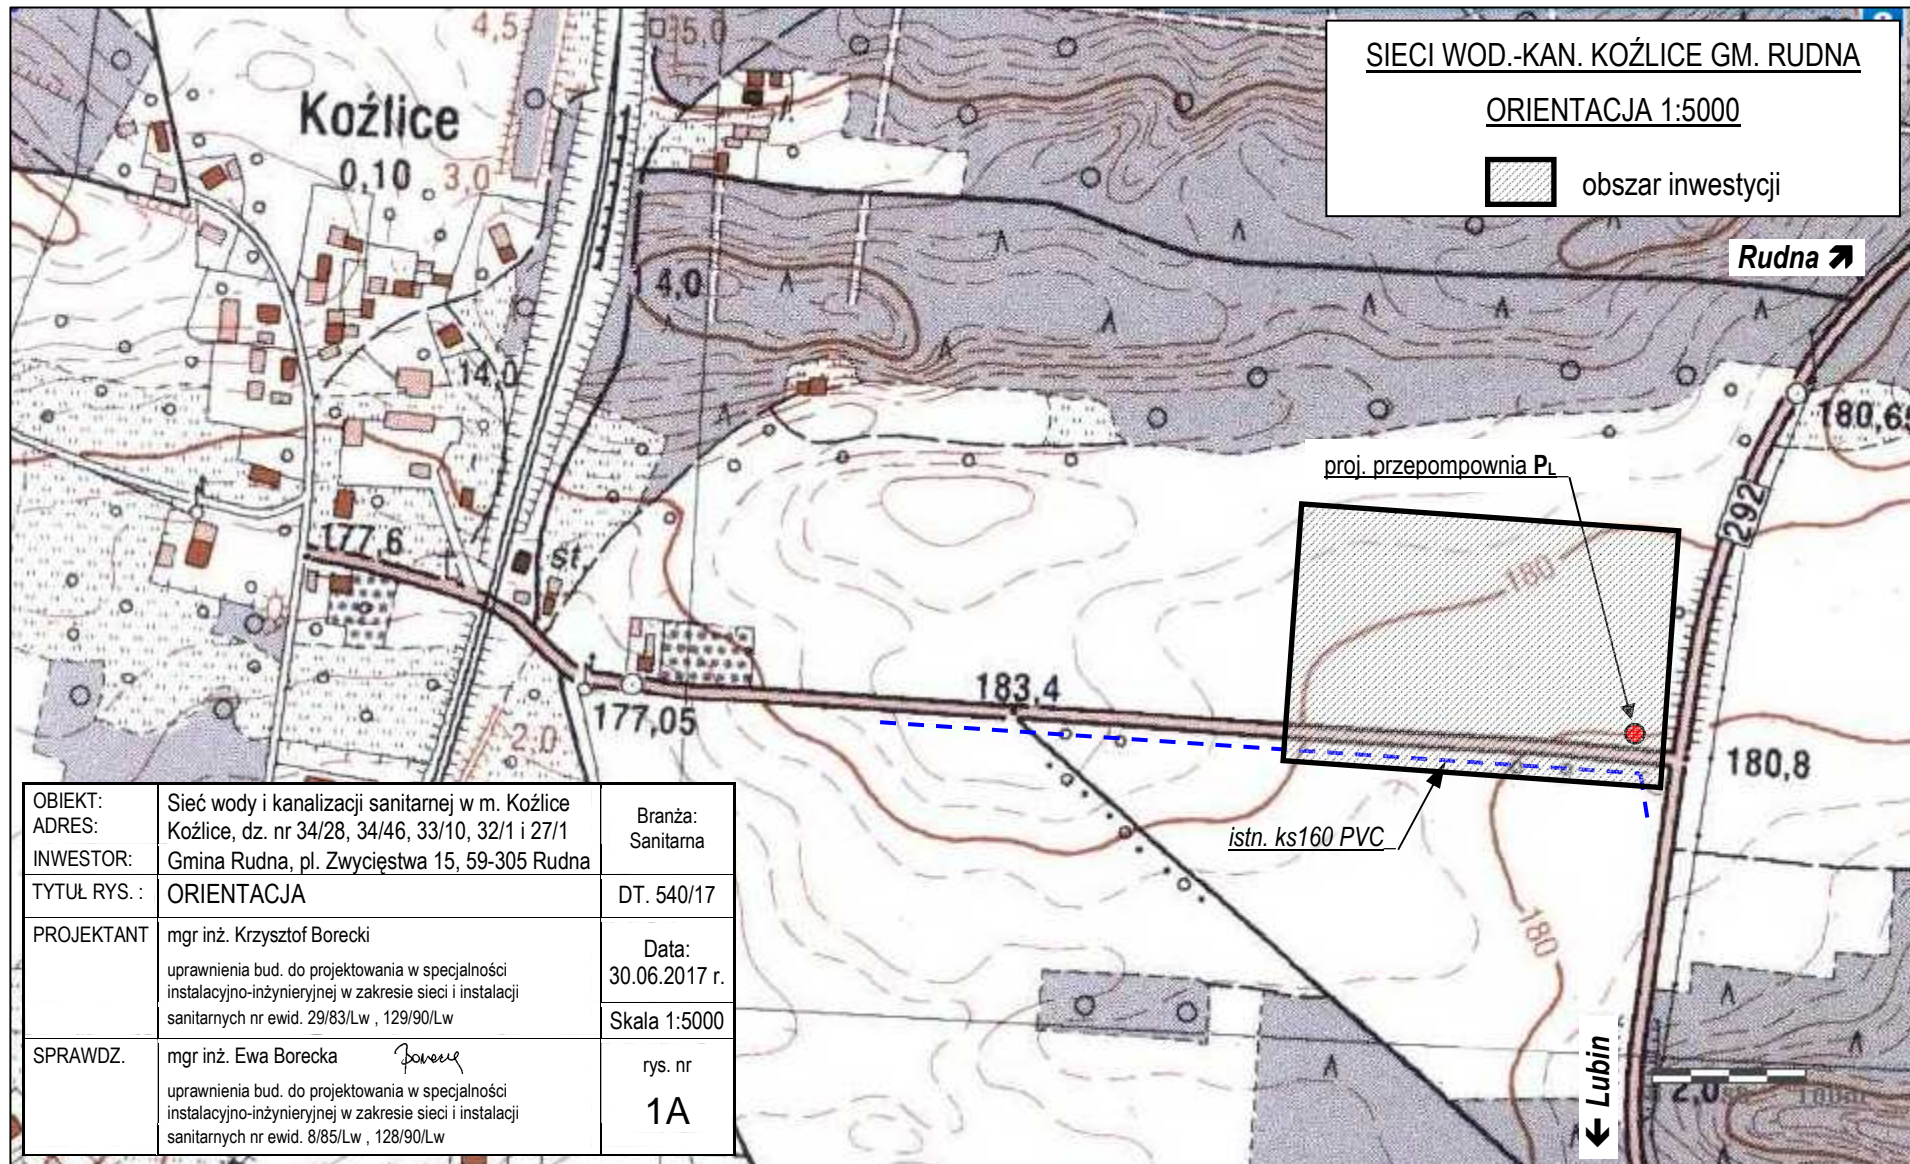 SIECI WOD.-KAN. KOŹLICE GM. RUDNA
ORIENTACJA 1:5000
obszar inwestycji
Rudna
4,5
15,0
Koźlice
0,10
3,0
4,0
14,0
180,65
proj. przepompownia PL
292
177,6
st.
180
183,4
177,05
2,0
180,8
istn. ks160 PVC
180
Lubin
2,0
OBIEKT: Sieć wody i kanalizacji sanitarnej w m. Koźlice
ADRES: Koźlice, dz. nr 34/28, 34/46, 33/10, 32/1 i 27/1
INWESTOR: Gmina Rudna, pl. Zwycięstwa 15, 59-305 Rudna
Branża:
Sanitarna
TYTUŁ RYS. : ORIENTACJA
DT. 540/17
PROJEKTANT mgr inż. Krzysztof Borecki
uprawnienia bud. do projektowania w specjalności
instalacyjno-inżynieryjnej w zakresie sieci i instalacji
sanitarnych nr ewid. 29/83/Lw , 129/90/Lw
Data:
30.06.2017 r.
Skala 1:5000
SPRAWDZ. mgr inż. Ewa Borecka
uprawnienia bud. do projektowania w specjalności
instalacyjno-inżynieryjnej w zakresie sieci i instalacji
sanitarnych nr ewid. 8/85/Lw , 128/90/Lw
rys. nr
1A